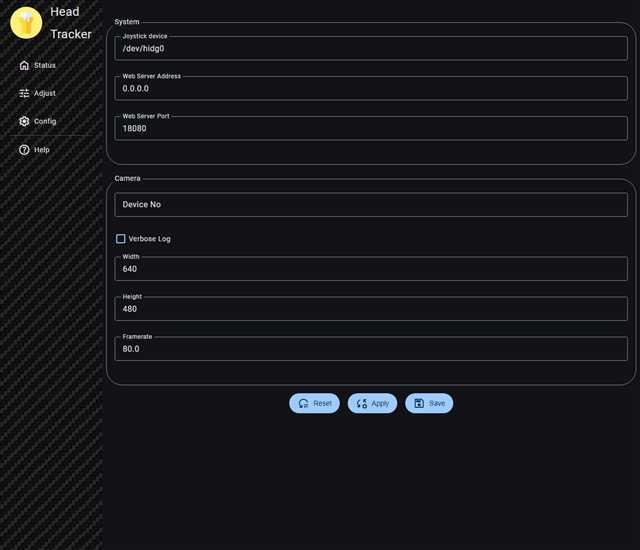 Head
Tracker
Status
Adjust
Config
Help
System
Joystick device
/dev/hidg0
Web Server Address
0.0.0.0
Web Server Port
18080
Camera
Device No
Verbose Log
Width
640
Height
480
Framerate
80.0
Reset
Apply
Save